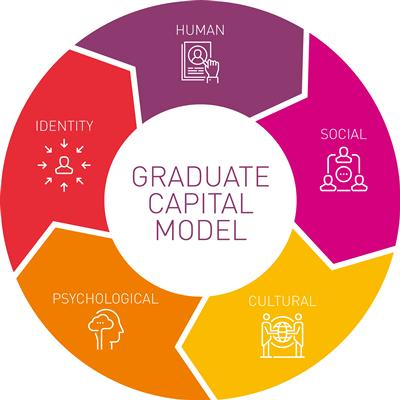 HUMAN
SOCIAL
CULTURAL
PSYCHOLOGICAL
IDENTITY
GRADUATE
CAPITAL
MODEL